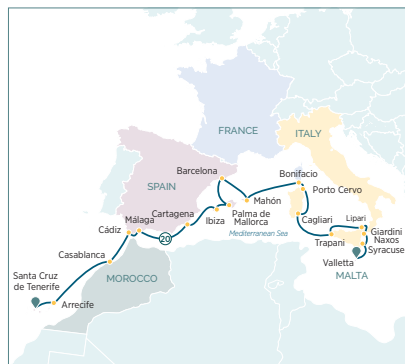 FRANCE
ITALY
Barcelona
Bonifacio
SPAIN
Porto Cervo
Mahón
Cartagena
Palma de
Mallorca
Ibiza
Cagliari
Lipari
Málaga
Cádiz
Giardini
Naxos
Mediterranean Sea
20
Trapani
Syracuse
Casablanca
Valletta
Santa Cruz
de Tenerife
MOROCCO
MALTA
Arrecife